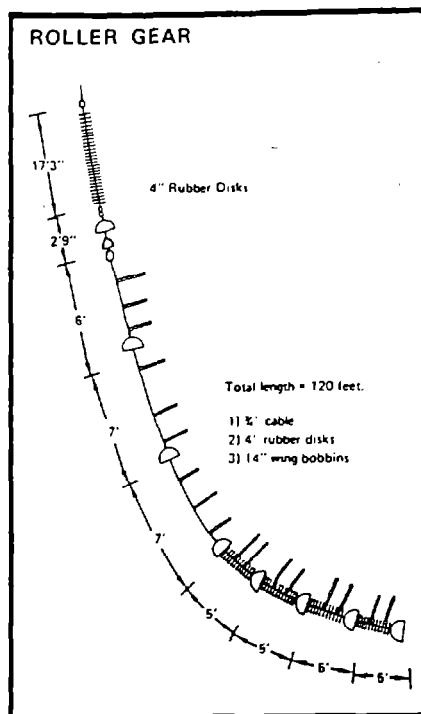 ROLLER GEAR
17'3"
4" Rubber Disks
2'9"
6'
Total length = 120 feet.
1) ¾' cable
2) 4' rubber disks
3) 14" wing bobbins
7'
7'
5'
5'
6'
6'